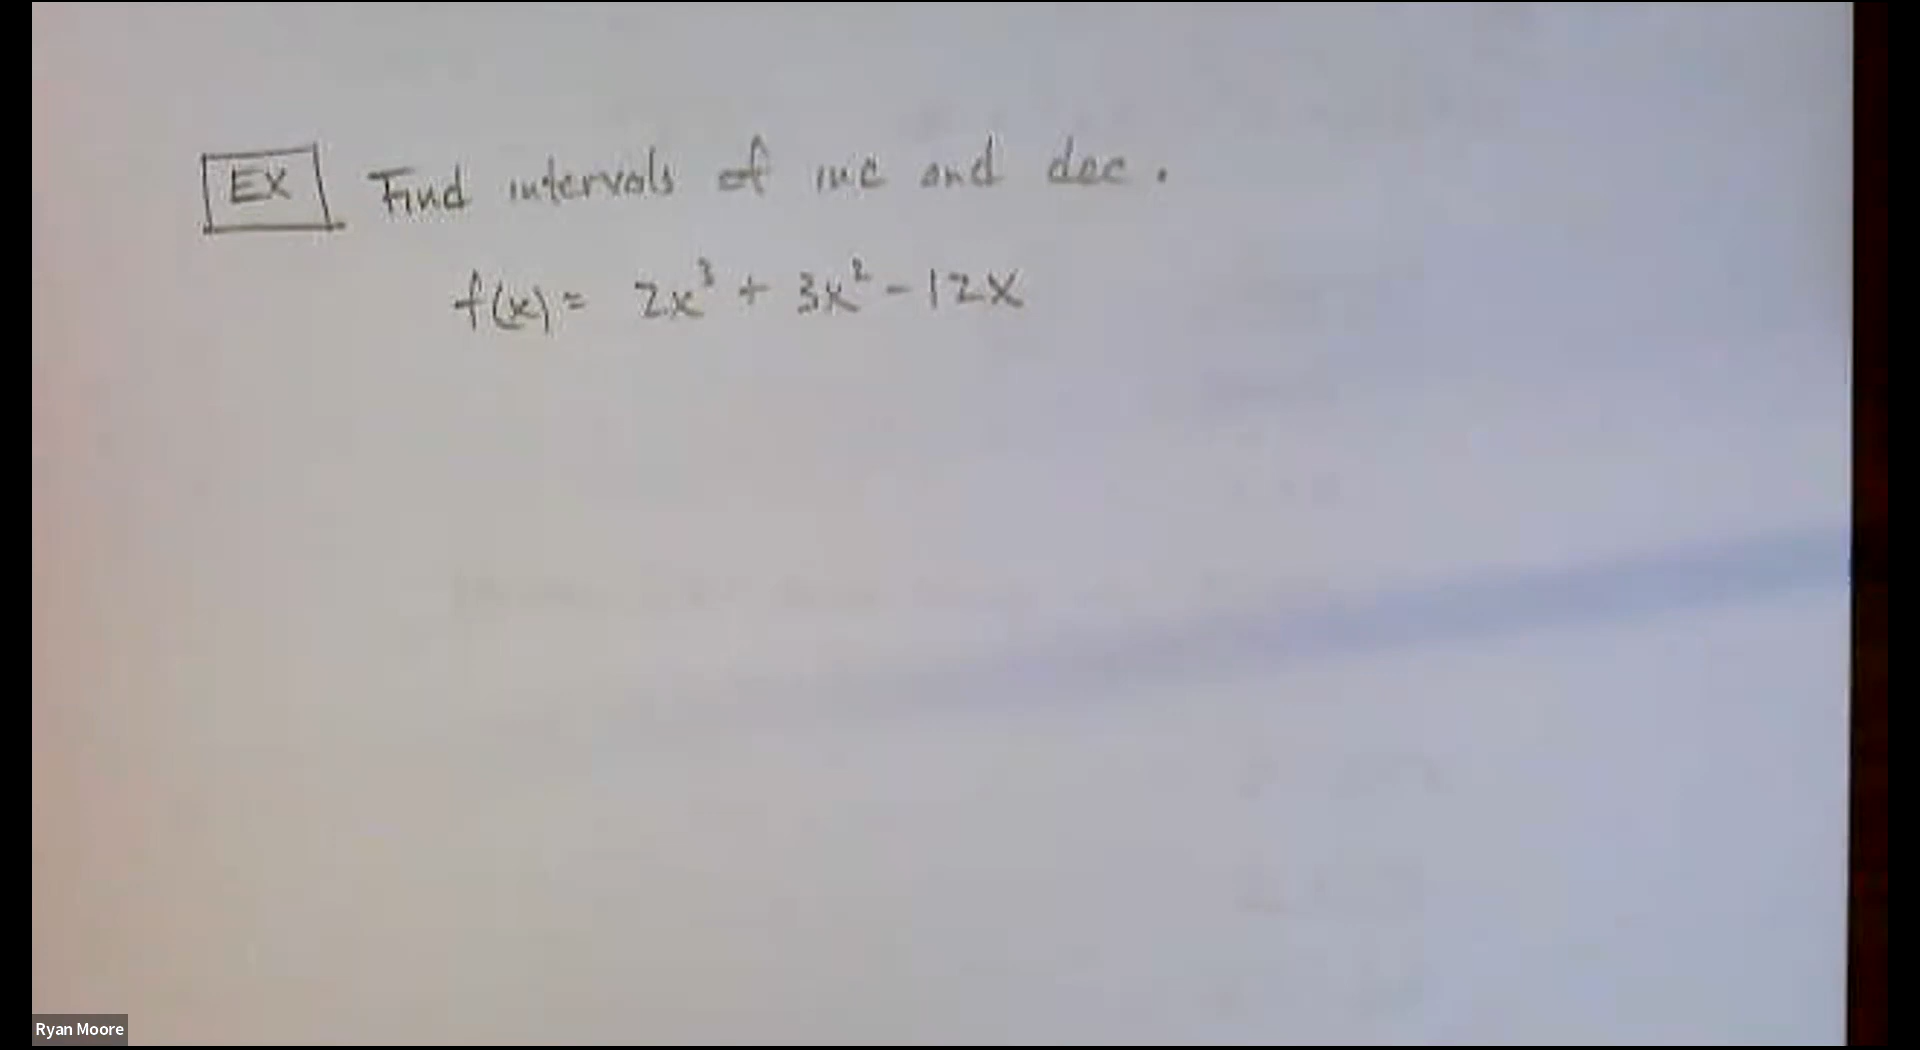 EX Find intervals of inc and dec.
f(x) = 2x³ + 3x² - 12x
Ryan Moore